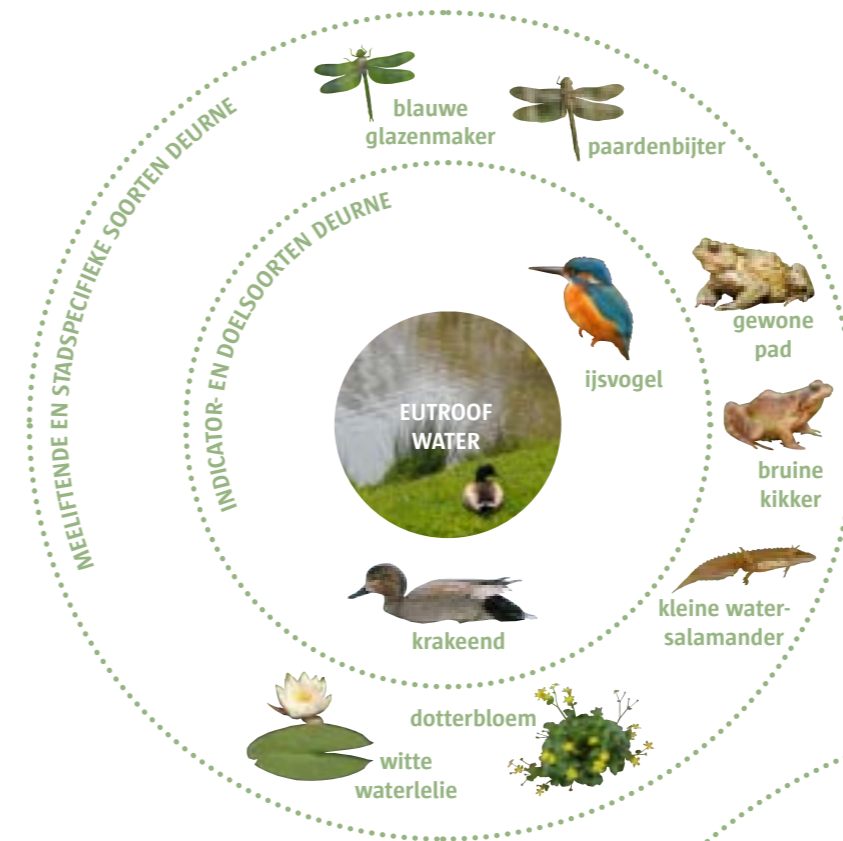 MEELIFTENDE EN STADSPECIFIEKE SOORTEN DEURNE
INDICATOR- EN DOELSOORTEN DEURNE
blauwe
glazenmaker
paardenbijter
gewone
pad
ijsvogel
EUTROOF
WATER
bruine
kikker
kleine water-
salamander
krakeend
dotterbloem
witte
waterlelie